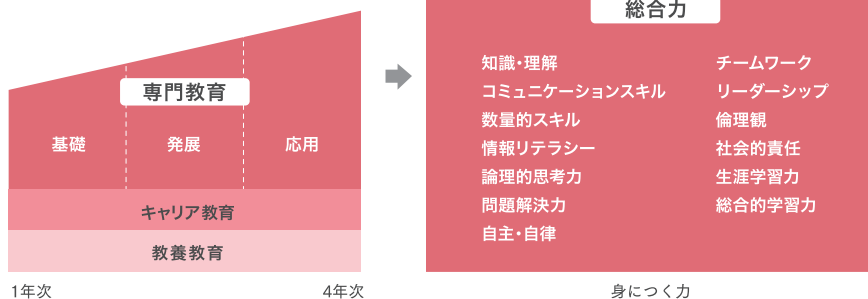 専門教育
基礎
発展
応用
キャリア教育
教養教育
1年次
4年次
総合力
知識・理解
コミュニケーションスキル
数量的スキル
情報リテラシー
論理的思考力
問題解決力
自主・自律
チームワーク
リーダーシップ
倫理観
社会的責任
生涯学習力
総合的学習力
身につく力